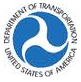 DEPARTMENT OF TRANSPORTATION
UNITED STATES OF AMERICA